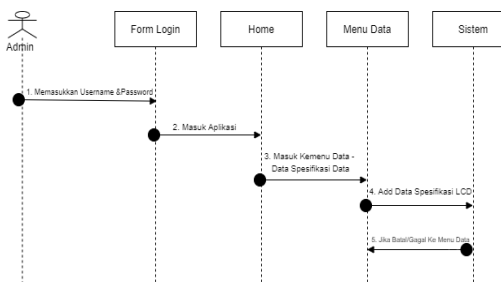 Form Login
Home
Menu Data
Sistem
Admin
1. Memasukkan Username &Password
2. Masuk Aplikasi
3. Masuk Kemenu Data -
Data Spesifikasi Data
4. Add Data Spesifikasi LCD
5. Jika Batal/Gagal Ke Menu Data